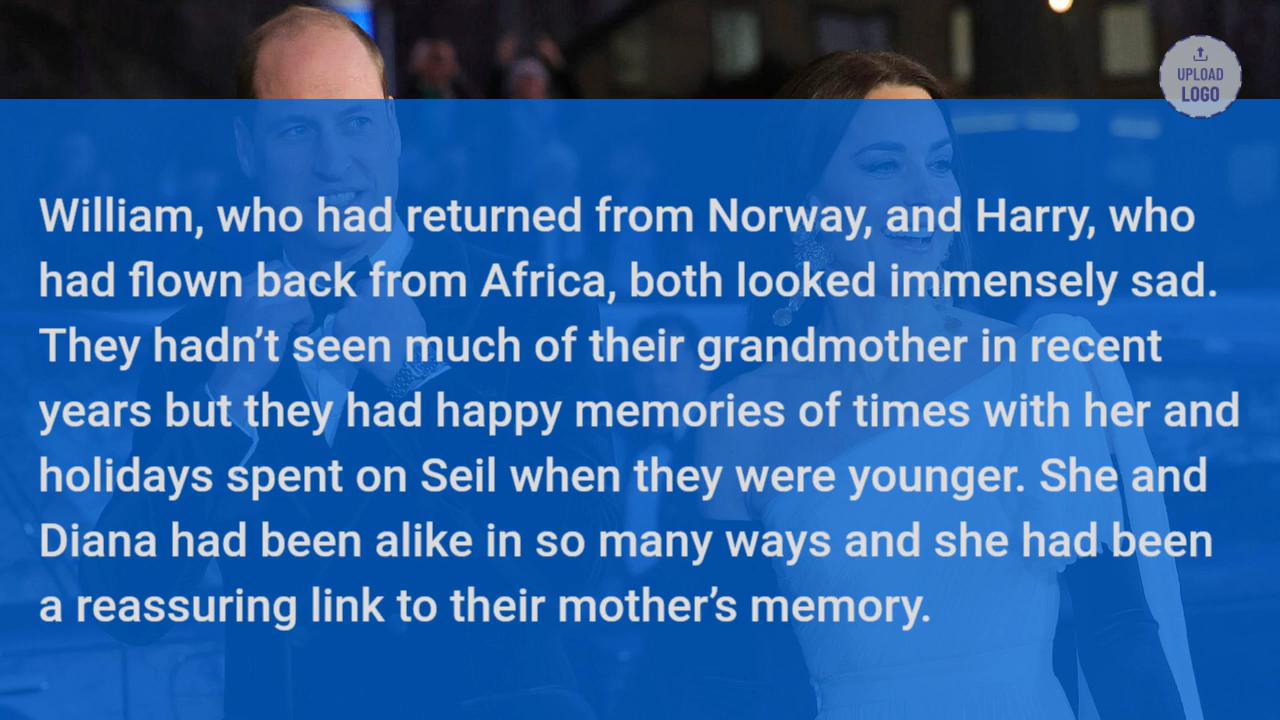 UPLOAD
LOGO
William, who had returned from Norway, and Harry, who
had flown back from Africa, both looked immensely sad.
They hadn’t seen much of their grandmother in recent
years but they had happy memories of times with her and
holidays spent on Seil when they were younger. She and
Diana had been alike in so many ways and she had been
a reassuring link to their mother’s memory.